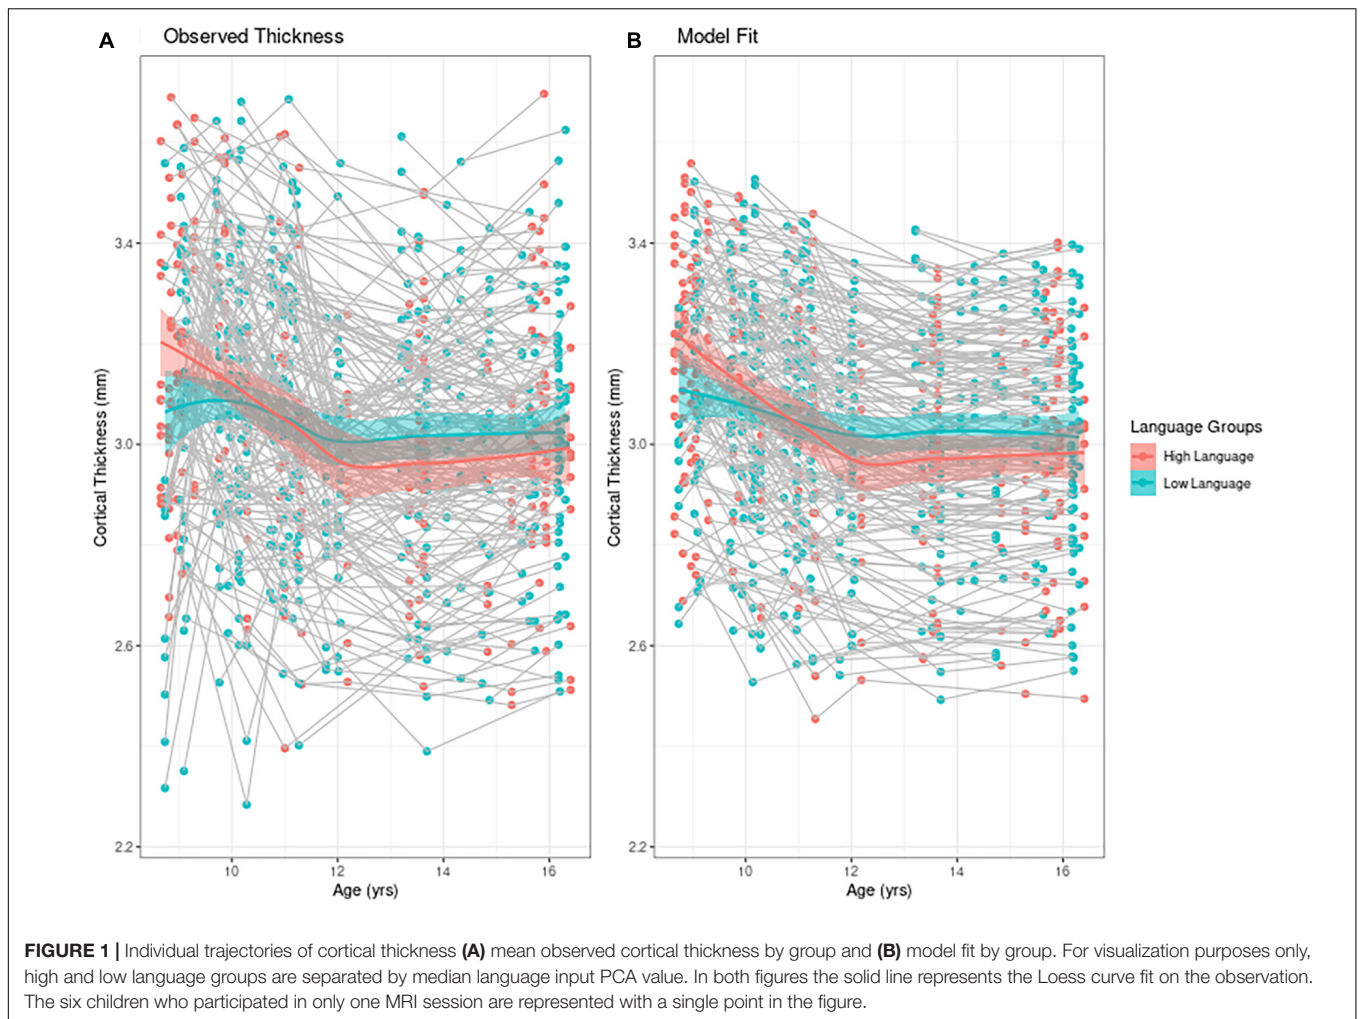 A Observed Thickness
B Model Fit
Cortical Thickness (mm)
3.4
3.0
2.6
2.2
10 12 14 16
Age (yrs)
Cortical Thickness (mm)
3.4
3.0
2.6
2.2
10 12 14 16
Age (yrs)
Language Groups
High Language
Low Language
FIGURE 1 | Individual trajectories of cortical thickness (A) mean observed cortical thickness by group and (B) model fit by group. For visualization purposes only,
high and low language groups are separated by median language input PCA value. In both figures the solid line represents the Loess curve fit on the observation.
The six children who participated in only one MRI session are represented with a single point in the figure.